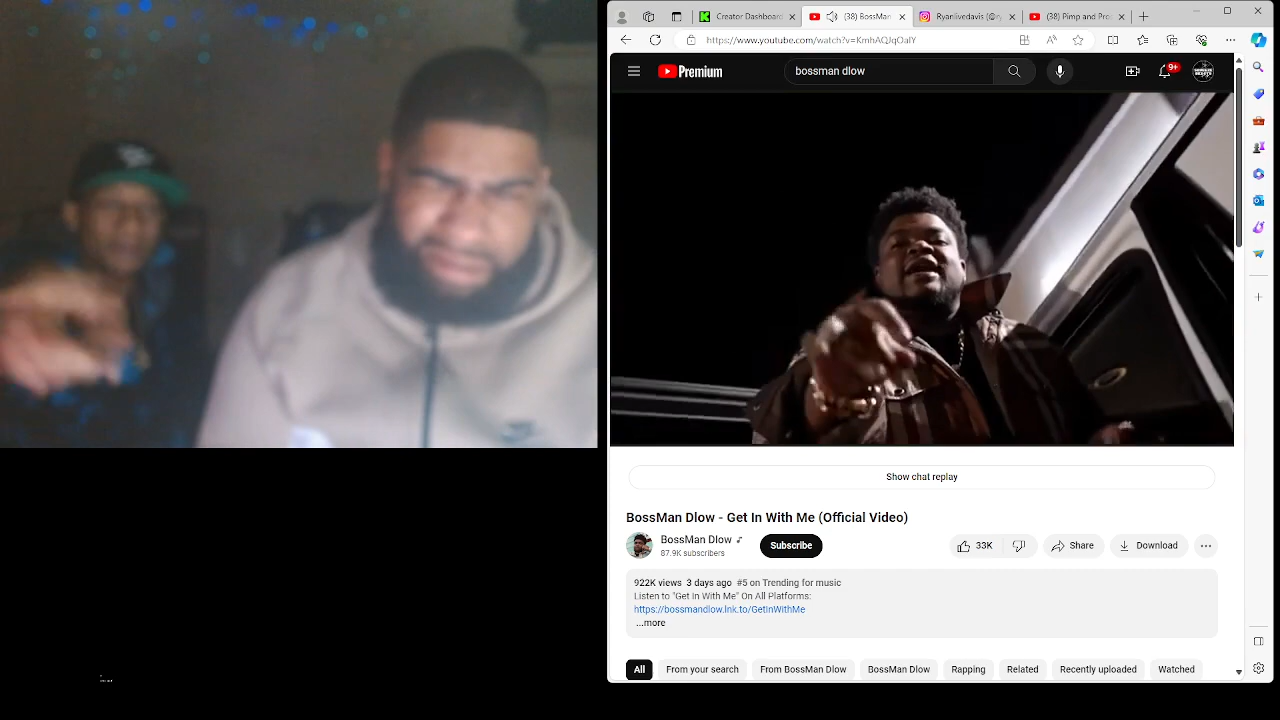 Creator Dashboard
(38) BossMan
Ryanlivedavis (@ry
(38) Pimp and Pro
https://www.youtube.com/watch?v=KmhAQJqOalY
Premium
bossman dlow
9+
Show chat replay
BossMan Dlow - Get In With Me (Official Video)
BossMan Dlow
87.9K subscribers
Subscribe
33K
Share
Download
922K views 3 days ago #5 on Trending for music
Listen to "Get In With Me" On All Platforms:
https://bossmandlow.lnk.to/GetInWithMe
...more
All
From your search
From BossMan Dlow
BossMan Dlow
Rapping
Related
Recently uploaded
Watched